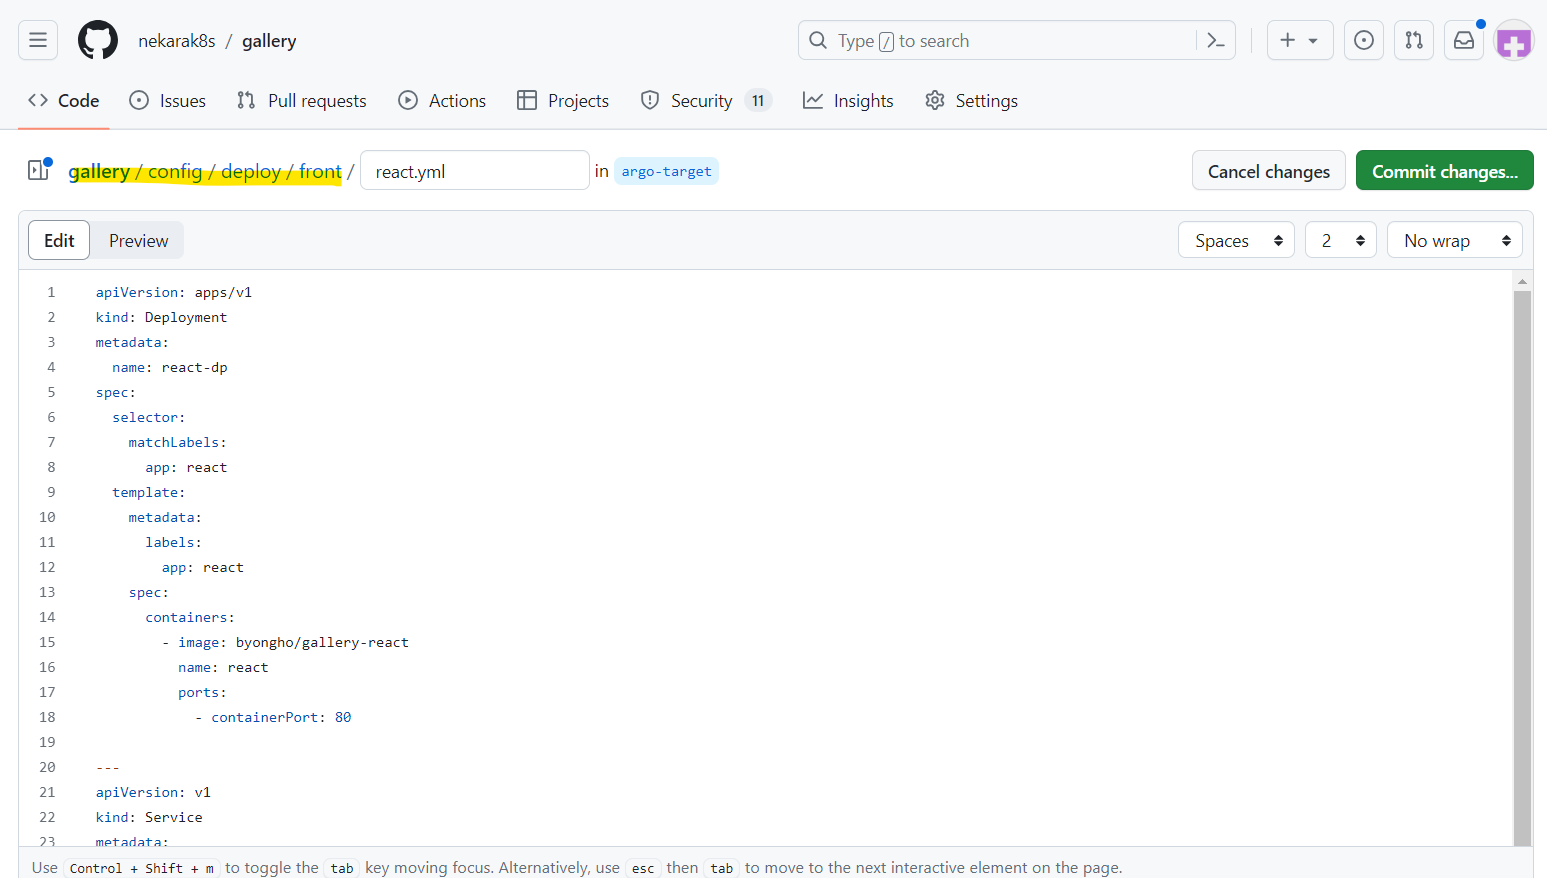 nekarak8s / gallery
Type / to search
Code
Issues
Pull requests
Actions
Projects
Security 11
Insights
Settings
gallery / config / deploy / front / react.yml in argo-target
Cancel changes
Commit changes...
Edit
Preview
Spaces
2
No wrap
1 apiVersion: apps/v1
2 kind: Deployment
3 metadata:
4   name: react-dp
5 spec:
6   selector:
7     matchLabels:
8       app: react
9   template:
10     metadata:
11       labels:
12         app: react
13     spec:
14       containers:
15         - image: byongho/gallery-react
16           name: react
17           ports:
18             - containerPort: 80
19
20 ---
21 apiVersion: v1
22 kind: Service
23 metadata:
Use Control + Shift + m to toggle the tab key moving focus. Alternatively, use esc then tab to move to the next interactive element on the page.